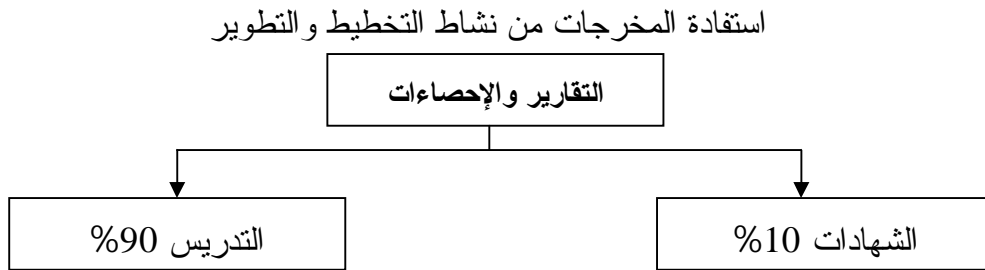 استفادة المخرجات من نشاط التخطيط والتطوير
التقارير والإحصاءات
الشهادات 10%
التدريس 90%